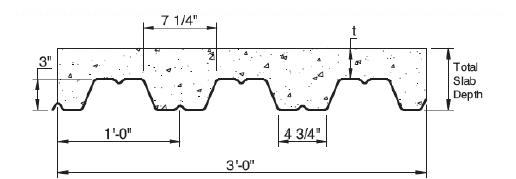 7 1/4"
t
3"
Total
Slab
Depth
1'-0"
4 3/4"
3'-0"